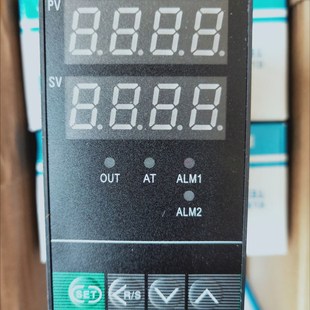 PV
8.8.8.8
SV
8.8.8.8
OUT AT ALM1
ALM2
SET <R/S